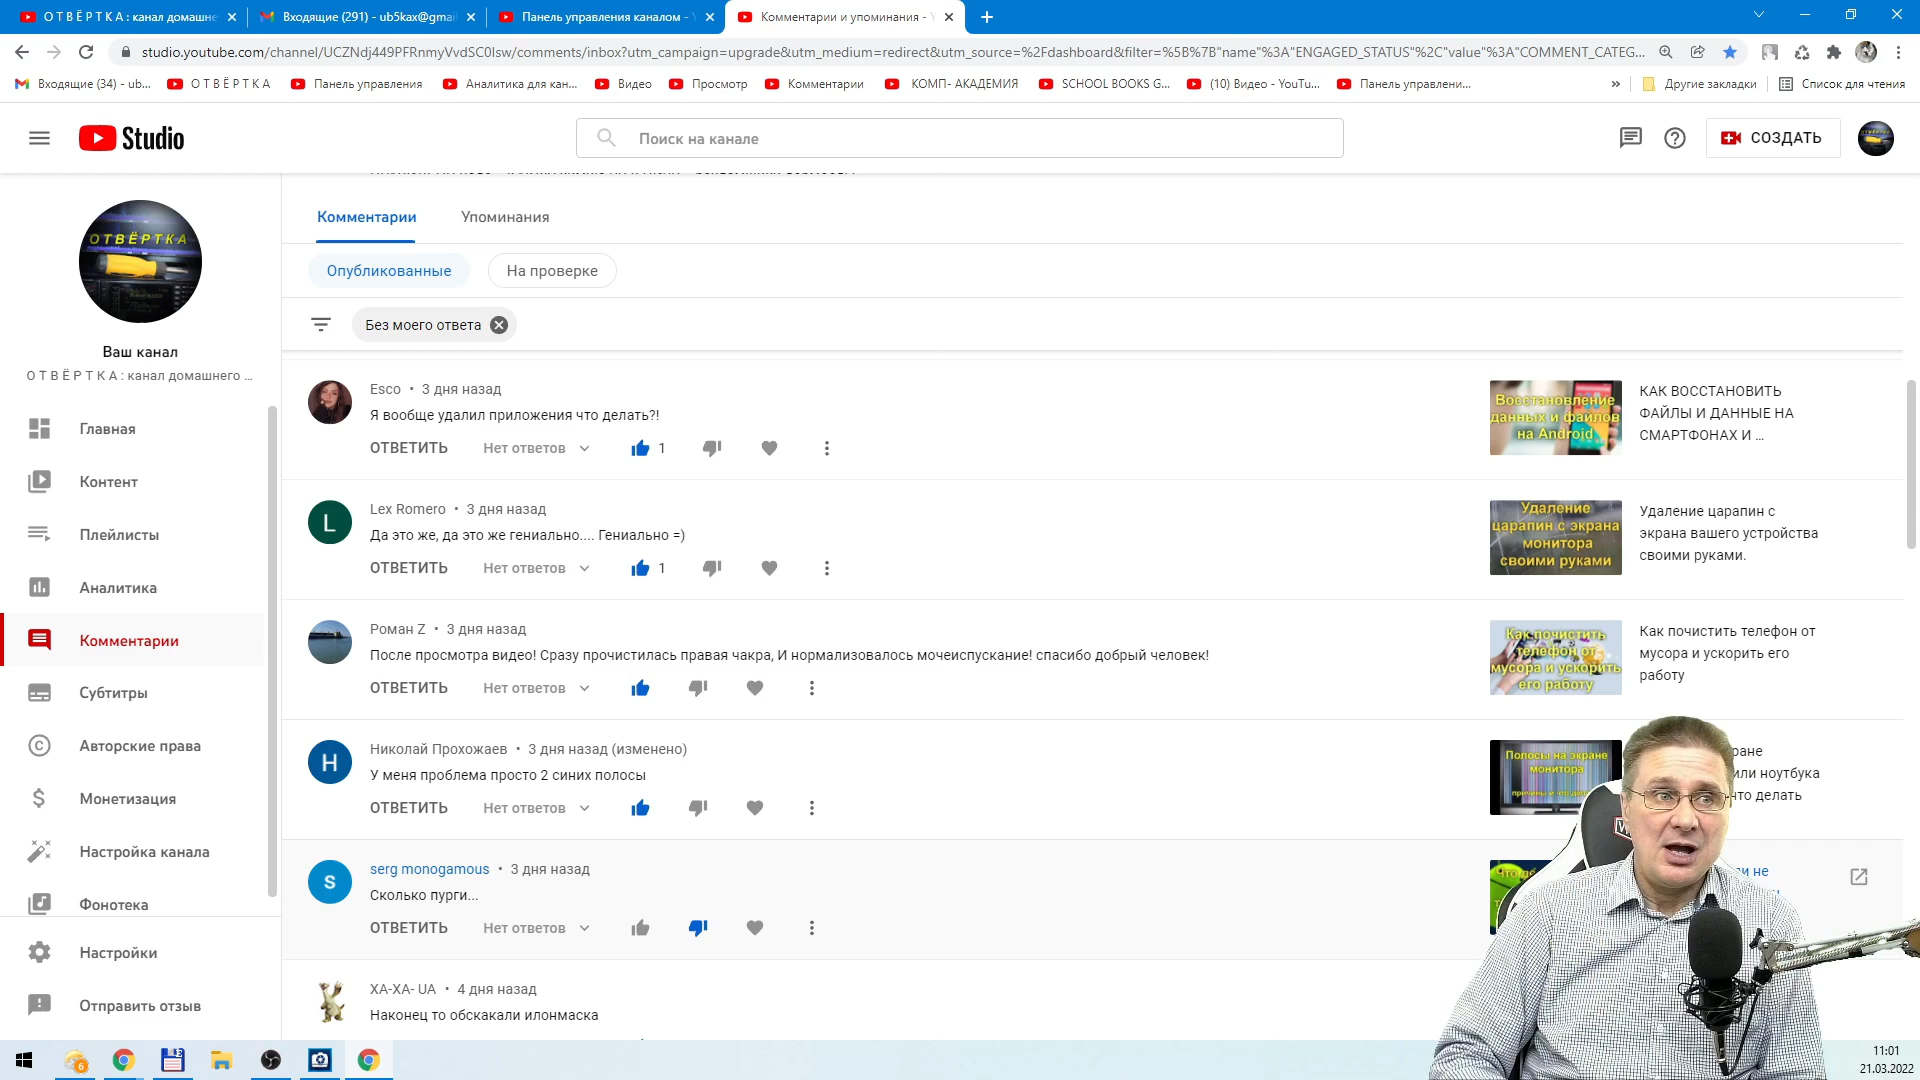 О Т В Ё Р Т К А : канал домашне
Входящие (291) - ub5kax@gmai
Панель управления каналом - Y
Комментарии и упоминания - Y
studio.youtube.com/channel/UCZNdj449PFRnmyVvdSC0Isw/comments/inbox?utm_campaign=upgrade&utm_medium=redirect&utm_source=%2Fdashboard&filter=%5B%7B"name"%3A"ENGAGED_STATUS"%2C"value"%3A"COMMENT_CATEG...
Входящие (34) - ub...
О Т В Ё Р Т К А
Панель управления
Аналитика для кан...
Видео
Просмотр
Комментарии
КОМП- АКАДЕМИЯ
SCHOOL BOOKS G...
(10) Видео - YouTu...
Панель управлени...
»
Другие закладки
Список для чтения
Studio
Поиск на канале
СОЗДАТЬ
Комментарии
Упоминания
Опубликованные
На проверке
Без моего ответа
ОТВЁРТКА
Ваш канал
О Т В Ё Р Т К А : канал домашнего ...
Главная
Контент
Плейлисты
Аналитика
Комментарии
Субтитры
Авторские права
Монетизация
Настройка канала
Фонотека
Настройки
Отправить отзыв
Esco • 3 дня назад
Я вообще удалил приложения что делать?!
ОТВЕТИТЬ Нет ответов 1
Восстановление
данных и файлов
на Android
КАК ВОССТАНОВИТЬ
ФАЙЛЫ И ДАННЫЕ НА
СМАРТФОНАХ И ...
L
Lex Romero • 3 дня назад
Да это же, да это же гениально.... Гениально =)
ОТВЕТИТЬ Нет ответов 1
Удаление
царапин с экрана
монитора
своими руками
Удаление царапин с
экрана вашего устройства
своими руками.
Роман Z • 3 дня назад
После просмотра видео! Сразу прочистилась правая чакра, И нормализовалось мочеиспускание! спасибо добрый человек!
ОТВЕТИТЬ Нет ответов
Как почистить
телефон от
мусора и ускорить
его работу
Как почистить телефон от
мусора и ускорить его
работу
Н
Николай Прохожаев • 3 дня назад (изменено)
У меня проблема просто 2 синих полосы
ОТВЕТИТЬ Нет ответов
Полосы на экране
монитора
ране
или ноутбука
что делать
S
serg monogamous • 3 дня назад
Сколько пурги...
ОТВЕТИТЬ Нет ответов
ли не
ХА-ХА- UA • 4 дня назад
Наконец то обскакали илонмаска
6
11:01
21.03.2022